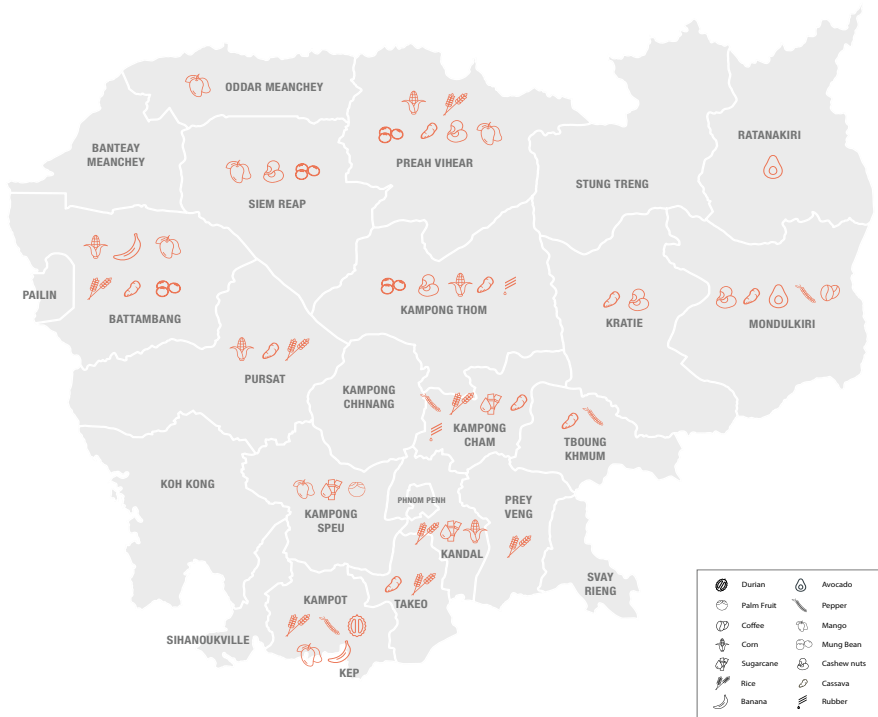 ODDAR MEANCHEY
BANTEAY
MEANCHEY
PREAH VIHEAR
RATANAKIRI
STUNG TRENG
SIEM REAP
PAILIN
BATTAMBANG
KAMPONG THOM
KRATIE
MONDULKIRI
PURSAT
KAMPONG
CHHNANG
KAMPONG
CHAM
TBOUNG
KHMUM
KOH KONG
KAMPONG
SPEU
PHNOM PENH
PREY
VENG
KANDAL
SVAY
RIENG
KAMPOT
TAKEO
SIHANOUKVILLE
KEP
Durian
Avocado
Palm Fruit
Pepper
Coffee
Mango
Corn
Mung Bean
Sugarcane
Cashew nuts
Rice
Cassava
Banana
Rubber